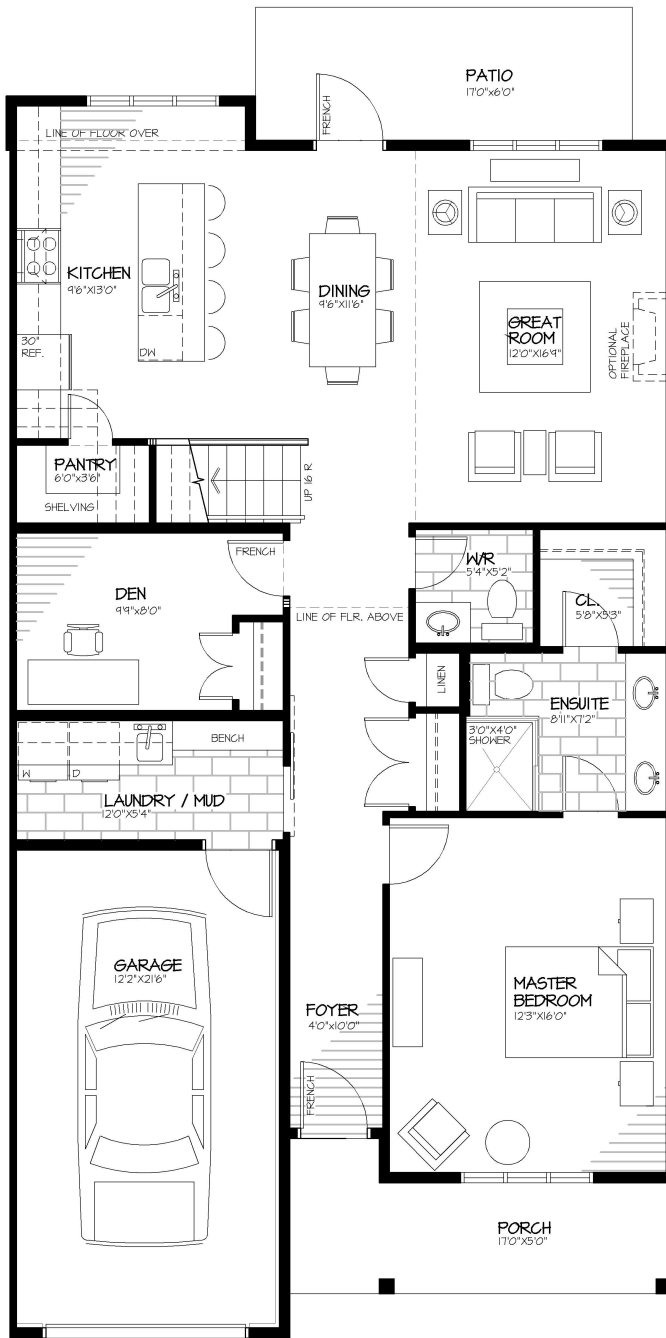 PATIO
17'0"x6'0"
FRENCH
LINE OF FLOOR OVER
KITCHEN
9'6"X13'0"
DINING
9'6"X11'6"
GREAT
ROOM
12'0"X16'9"
OPTIONAL
FIREPLACE
30"
REF.
DW
PANTRY
6'0"X3'6"
SHELVING
UP 16 R
FRENCH
DEN
9'9"x8'0"
W/R
5'4"X5'2"
CL.
5'8"X5'3"
LINE OF FLR. ABOVE
LINEN
ENSUITE
8'11"X7'2"
3'0"X4'0"
SHOWER
BENCH
W
D
LAUNDRY / MUD
12'0"X5'4"
GARAGE
12'2"X21'6"
FOYER
4'0"x10'0"
MASTER
BEDROOM
12'3"X16'0"
FRENCH
PORCH
17'0"X5'0"